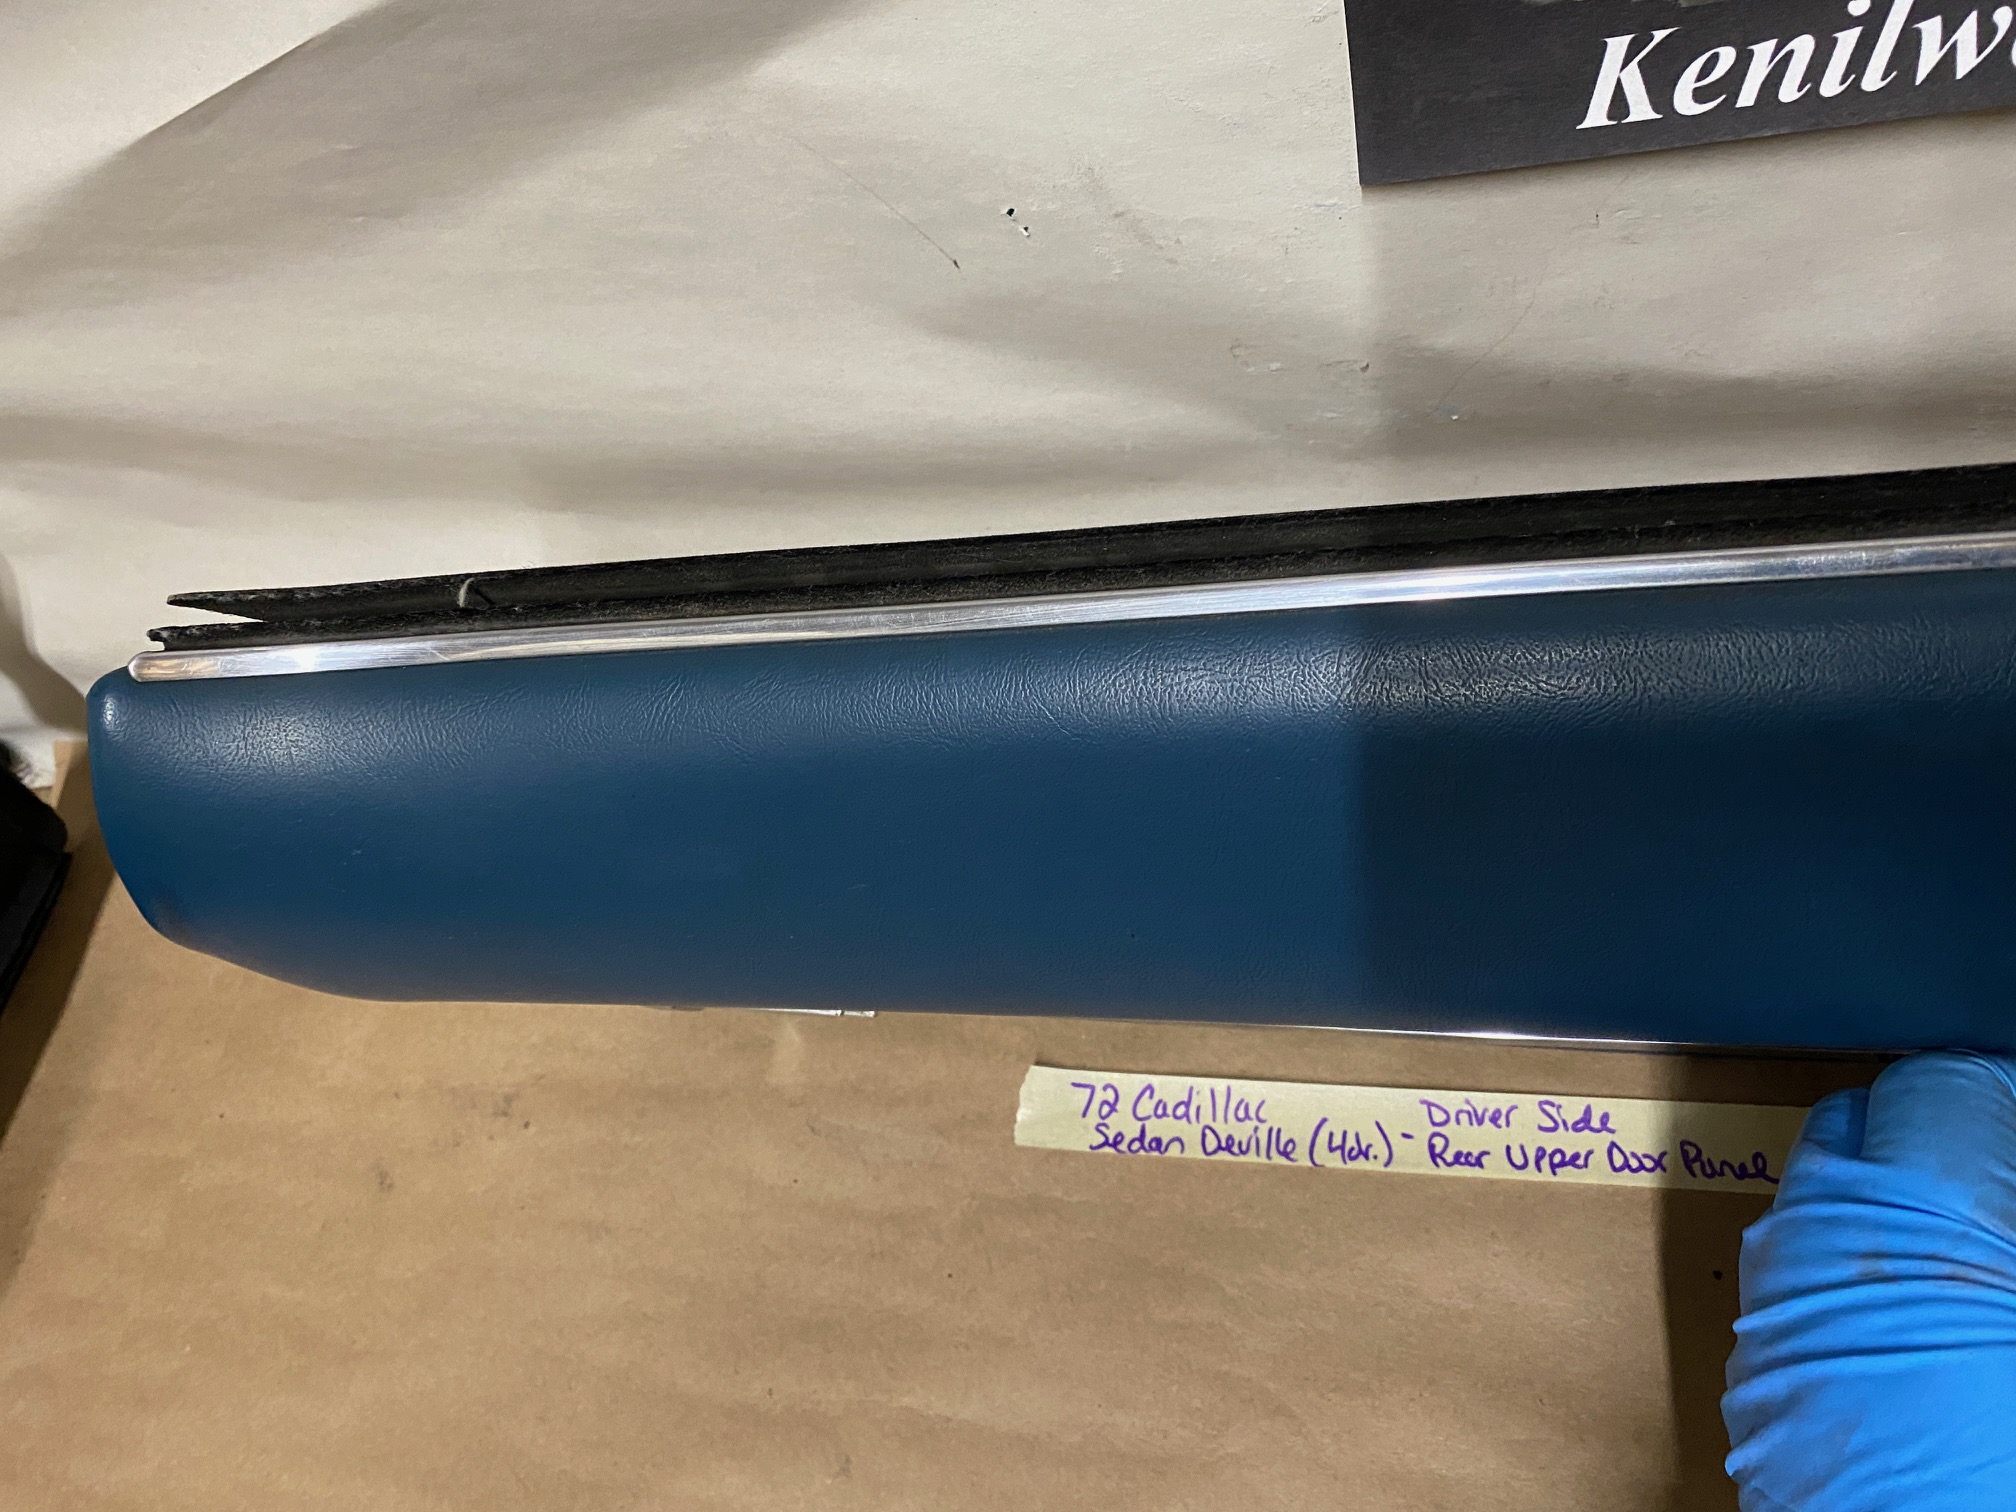 Kenilw
72 Cadillac Driver Side
Sedan Deville (4dr.) - Rear Upper Door Panel